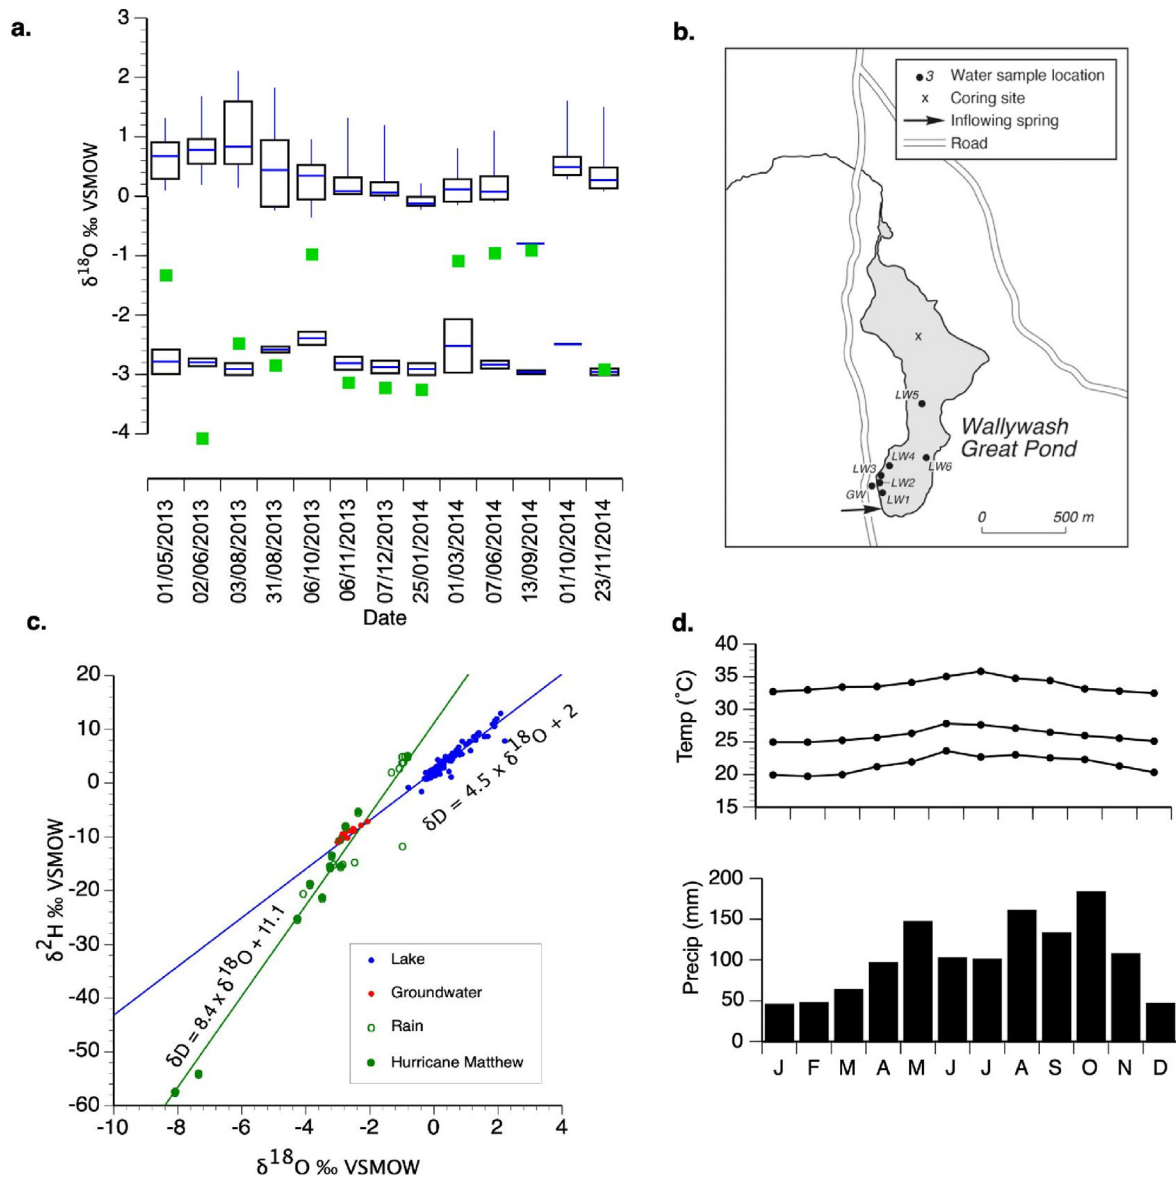 a.
3
2
1
0
-1
-2
-3
-4
δ18O ‰ VSMOW
01/05/2013
02/06/2013
03/08/2013
31/08/2013
06/10/2013
06/11/2013
07/12/2013
25/01/2014
01/03/2014
07/06/2014
13/09/2014
01/10/2014
23/11/2014
Date
b.
3 Water sample location
x Coring site
Inflowing spring
Road
x
LW5
Wallywash
Great Pond
LW4
LW6
LW3
LW2
GW
LW1
0 500 m
c.
20
10
0
-10
-20
-30
-40
-50
-60
δ2H ‰ VSMOW
δD = 4.5 x δ18O + 2
δD = 8.4 x δ18O + 11.1
Lake
Groundwater
Rain
Hurricane Matthew
-10 -8 -6 -4 -2 0 2 4
δ18O ‰ VSMOW
d.
40
35
30
25
20
15
Temp (˚C)
200
150
100
50
0
Precip (mm)
J F M A M J J A S O N D